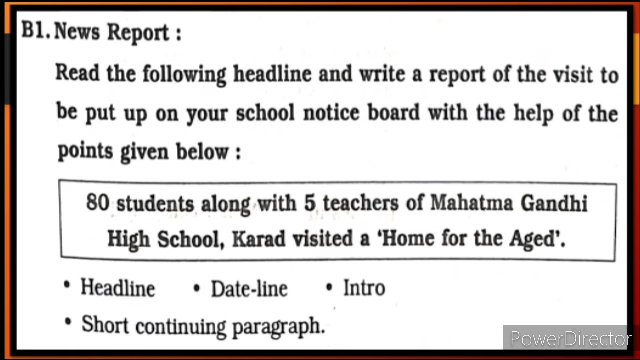 B1. News Report :
Read the following headline and write a report of the visit to
be put up on your school notice board with the help of the
points given below :
80 students along with 5 teachers of Mahatma Gandhi
High School, Karad visited a ‘Home for the Aged’.
• Headline • Date-line • Intro
• Short continuing paragraph.
PowerDirector